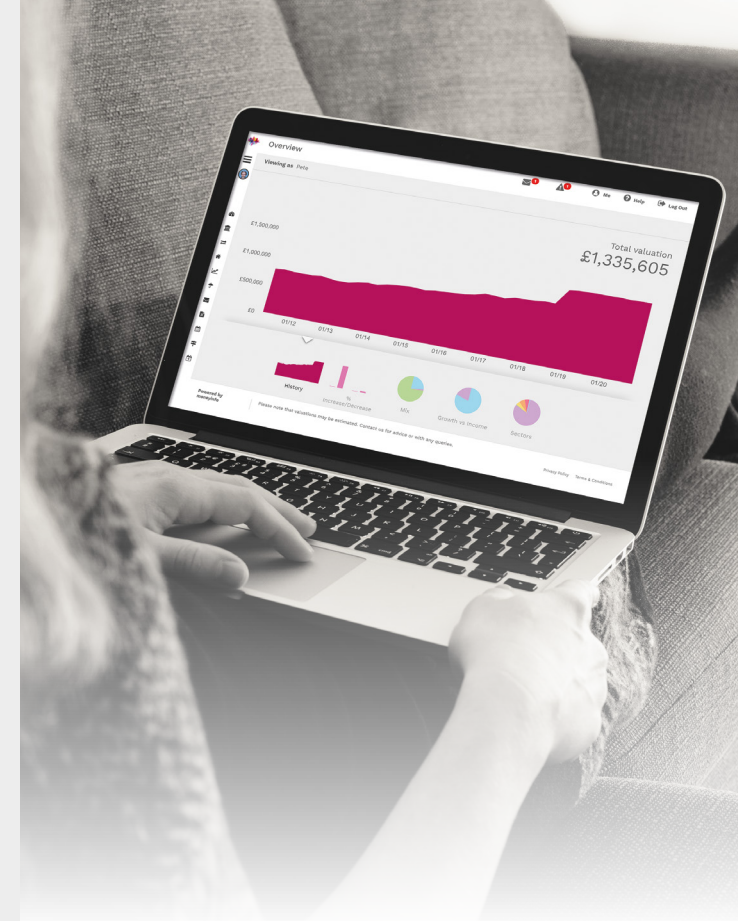 Overview
Viewing as Pete
1
1
Me
Help
Log Out
Total valuation
£1,335,605
£1,500,000
£1,000,000
£500,000
£0
01/12
01/13
01/14
01/15
01/16
01/17
01/18
01/19
01/20
History
%
Increase/Decrease
Mix
Growth vs Income
Sectors
Powered by
moneyinfo
Please note that valuations may be estimated. Contact us for advice or with any queries.
Privacy Policy
Terms & Conditions